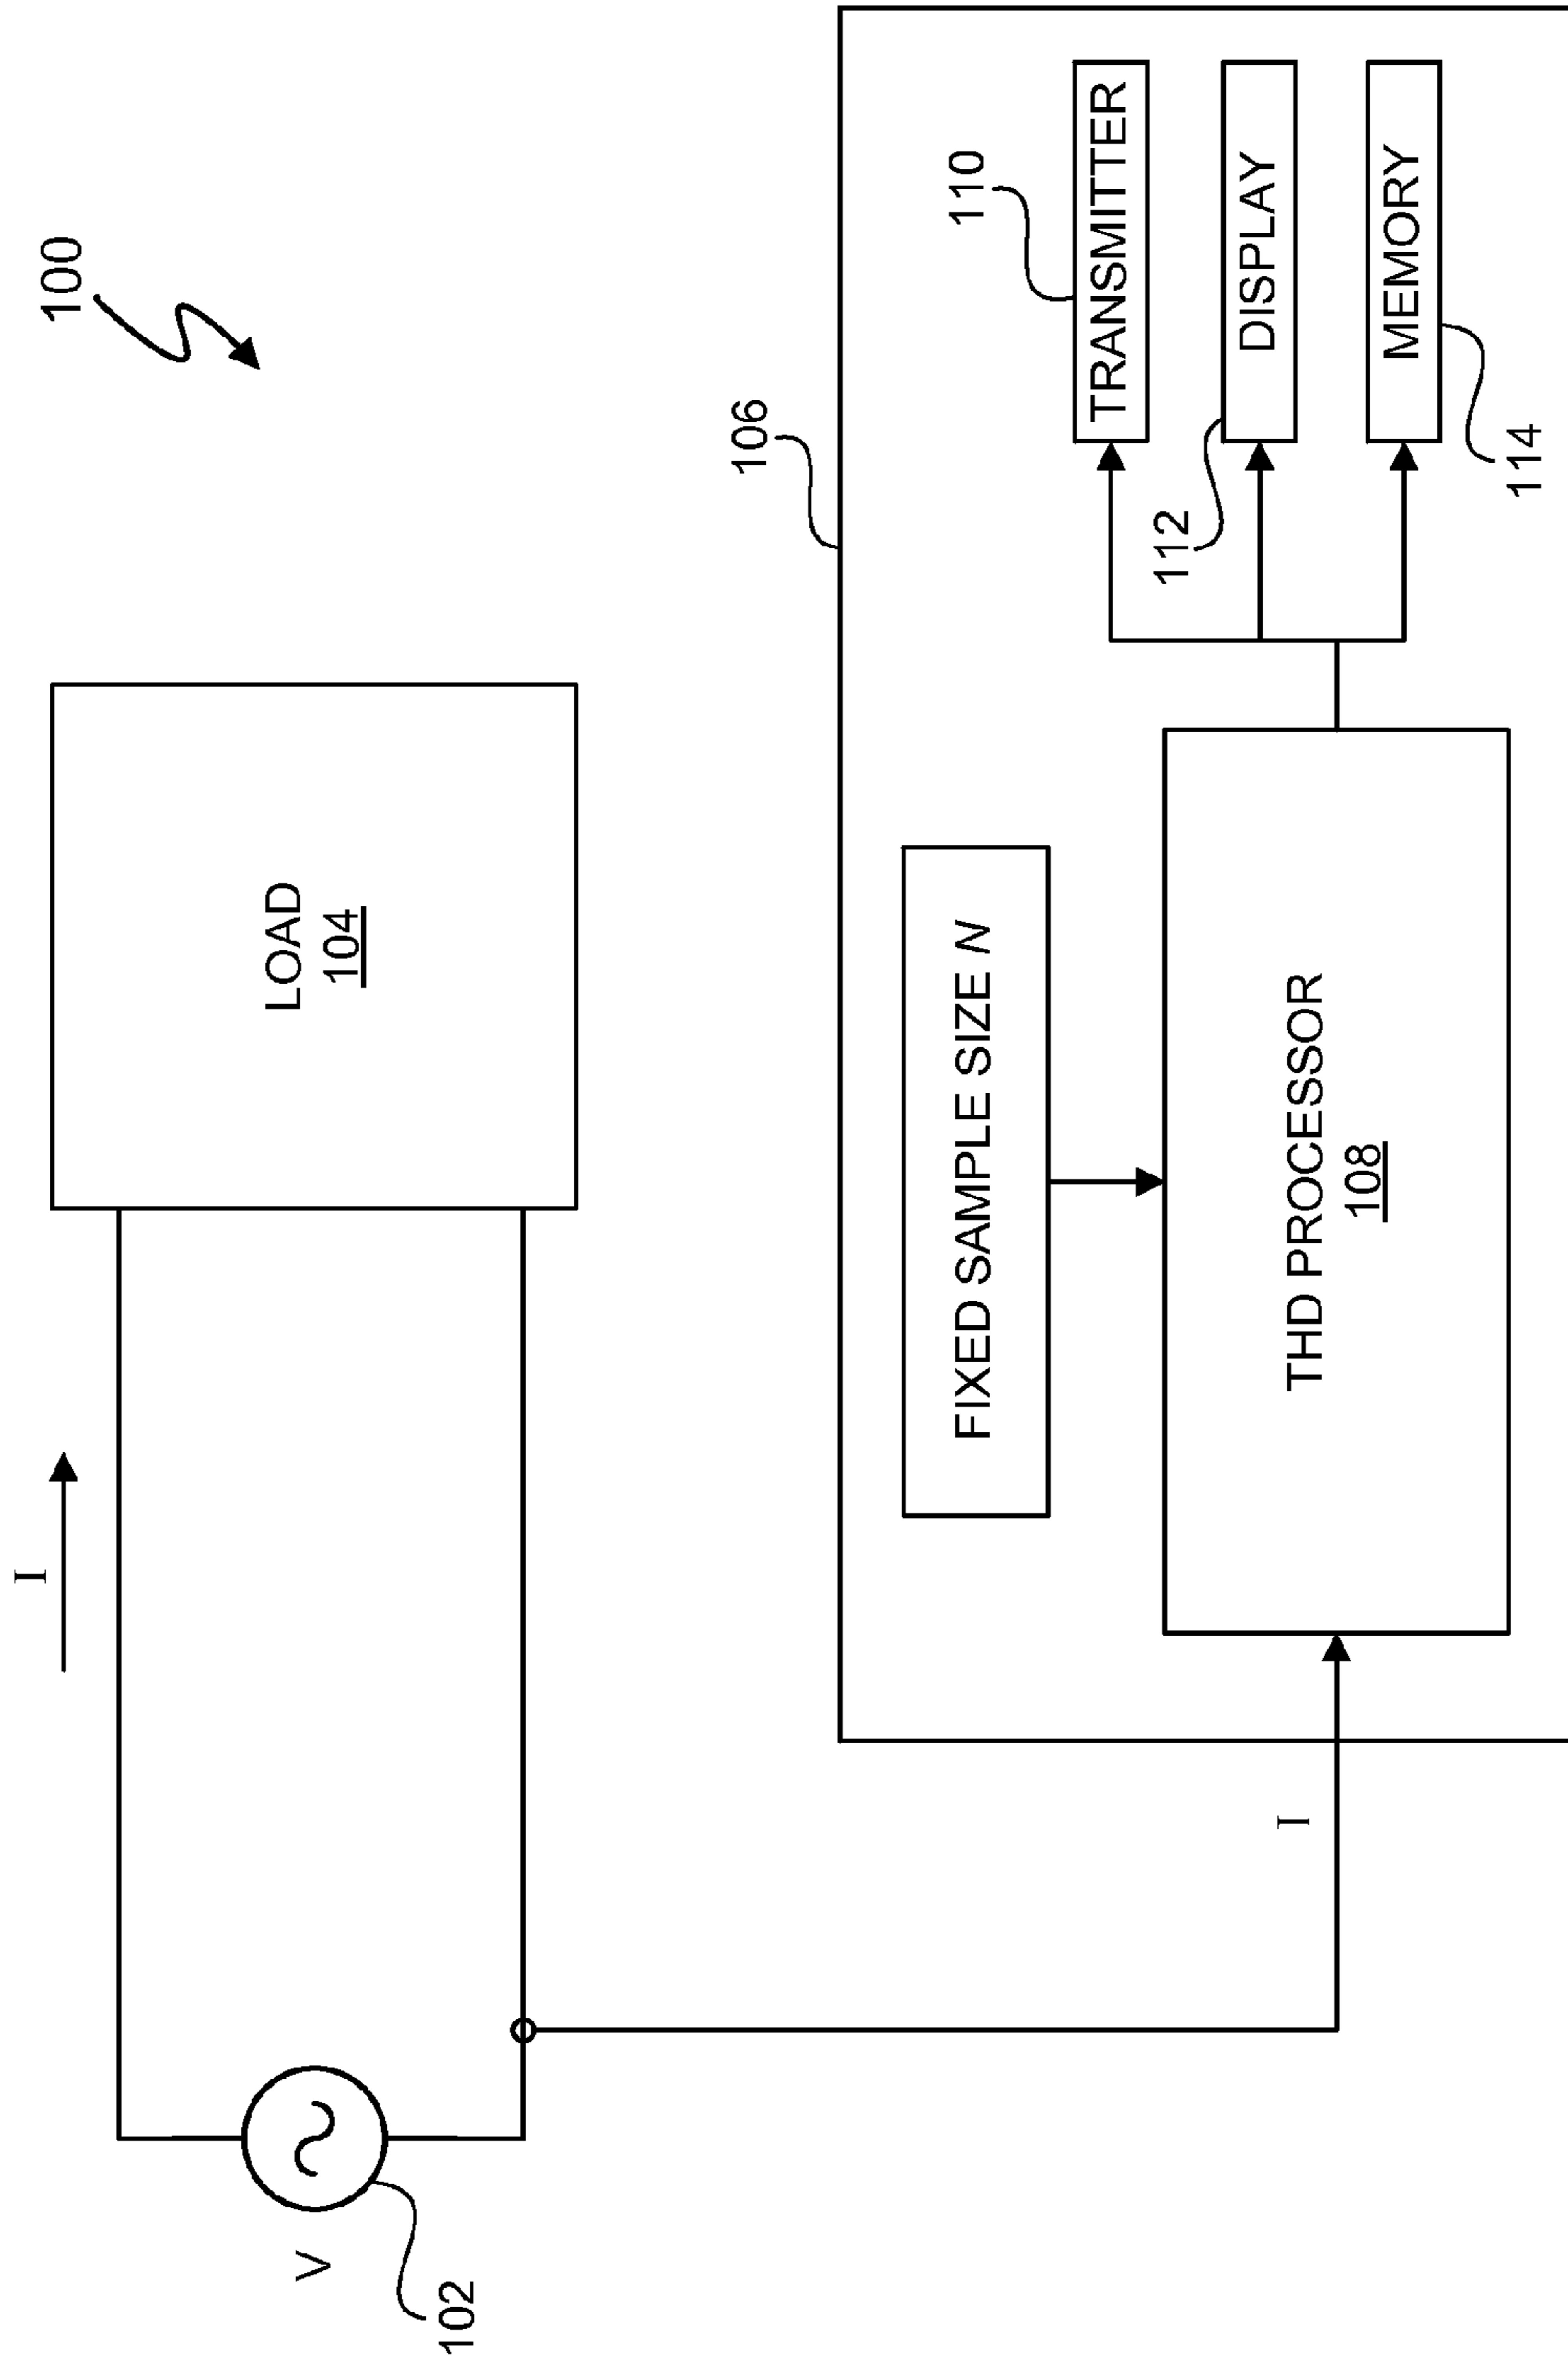 100
I
LOAD
104
V
102
106
FIXED SAMPLE SIZE N
110
TRANSMITTER
112
DISPLAY
THD PROCESSOR
108
I
MEMORY
114